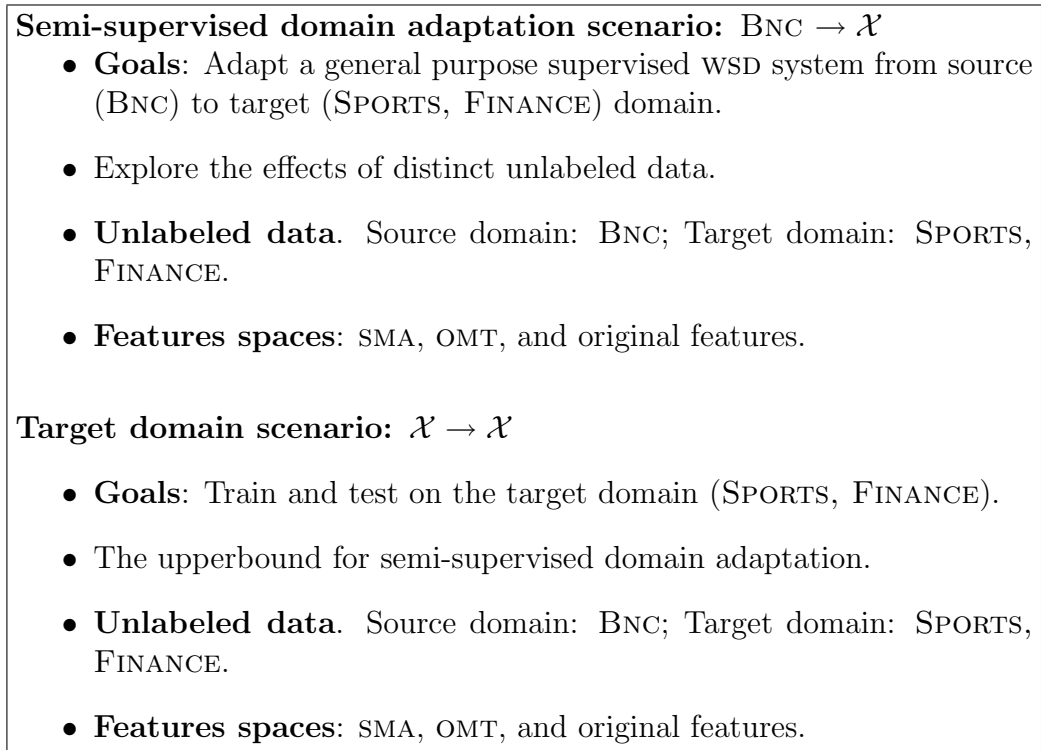 Semi-supervised domain adaptation scenario: BNC → 𝒳
• Goals: Adapt a general purpose supervised WSD system from source
(BNC) to target (SPORTS, FINANCE) domain.
• Explore the effects of distinct unlabeled data.
• Unlabeled data. Source domain: BNC; Target domain: SPORTS,
FINANCE.
• Features spaces: SMA, OMT, and original features.
Target domain scenario: 𝒳 → 𝒳
• Goals: Train and test on the target domain (SPORTS, FINANCE).
• The upperbound for semi-supervised domain adaptation.
• Unlabeled data. Source domain: BNC; Target domain: SPORTS,
FINANCE.
• Features spaces: SMA, OMT, and original features.